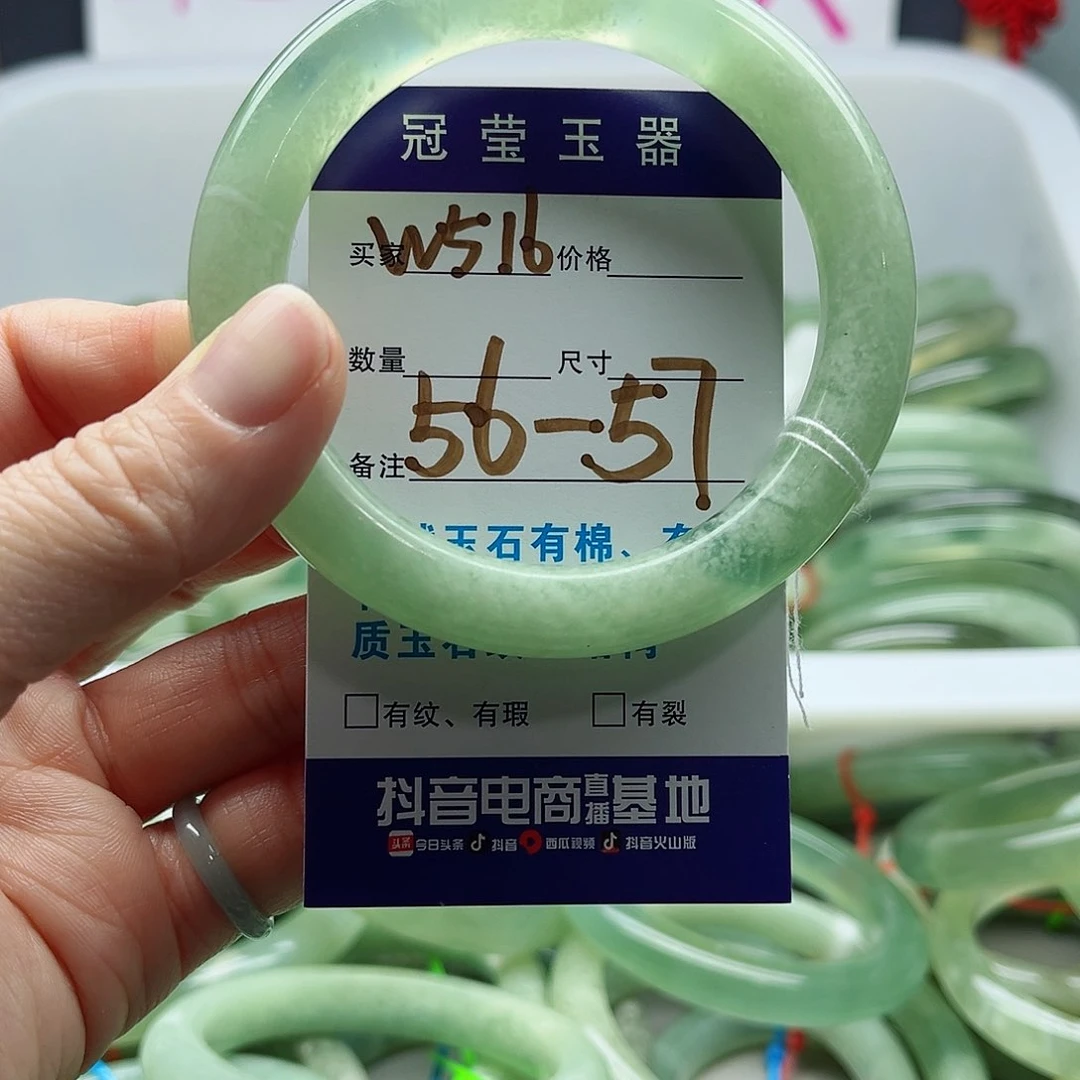 冠莹玉器
买家 W516 价格
数量 尺寸
备注 56-57
玉石有棉、
质玉石
□有纹、有瑕 □有裂
抖音电商直播基地
头条 今日头条 抖音 西瓜视频 抖音火山版